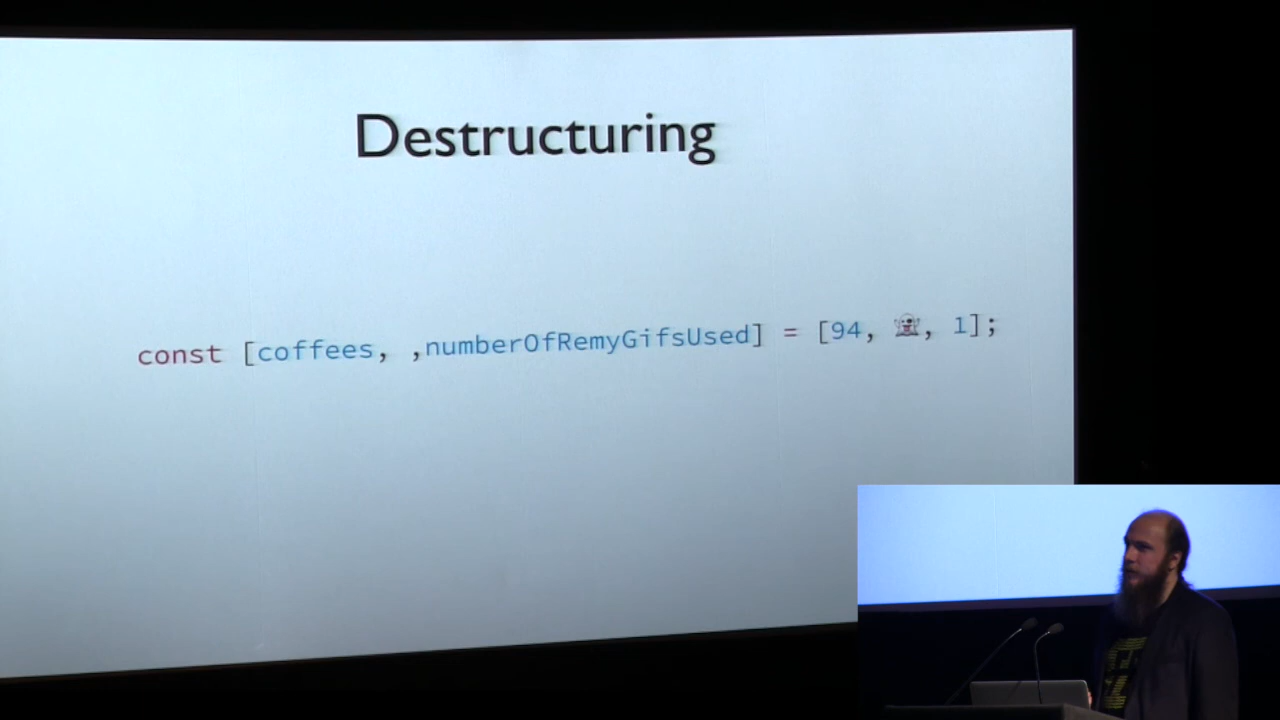 Destructuring
const [coffees, ,numberOfRemyGifsUsed] = [94, 👻, 1];